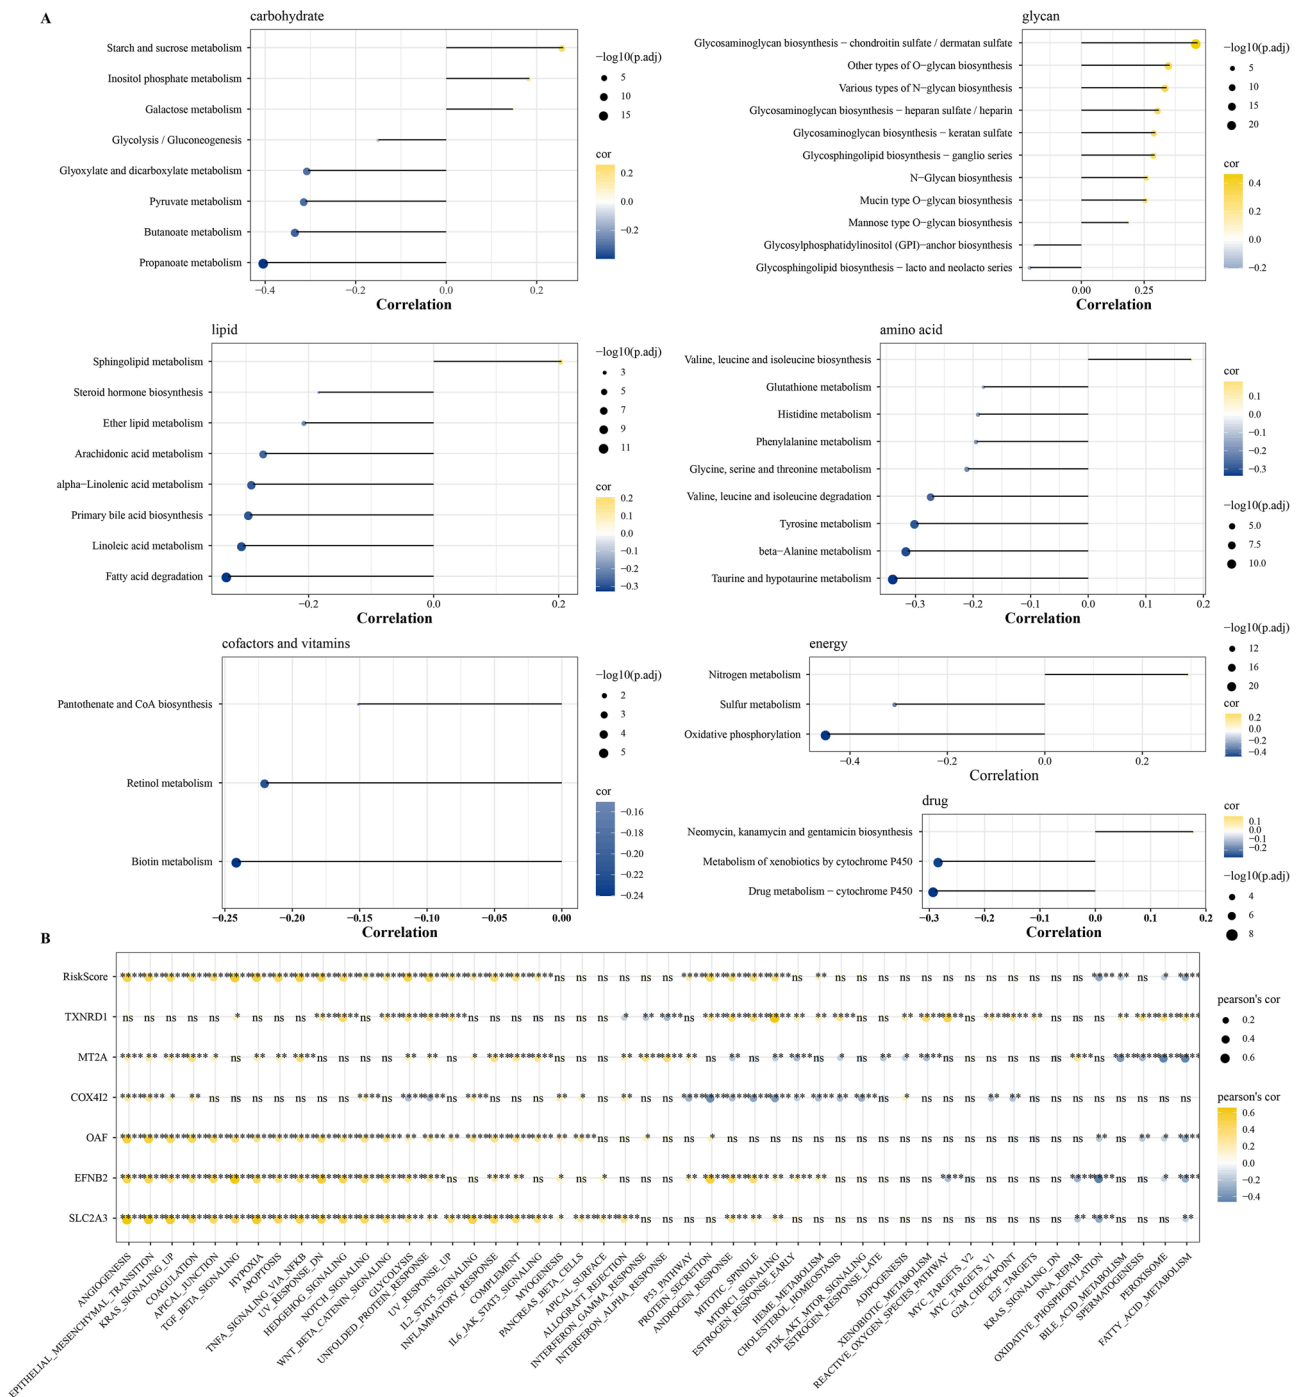 A
carbohydrate
Starch and sucrose metabolism
Inositol phosphate metabolism
Galactose metabolism
Glycolysis / Gluconeogenesis
Glyoxylate and dicarboxylate metabolism
Pyruvate metabolism
Butanoate metabolism
Propanoate metabolism
−0.4 −0.2 0.0 0.2
Correlation
−log10(p.adj)
5
10
15
cor
0.2
0.0
−0.2
glycan
Glycosaminoglycan biosynthesis − chondroitin sulfate / dermatan sulfate
Other types of O−glycan biosynthesis
Various types of N−glycan biosynthesis
Glycosaminoglycan biosynthesis − heparan sulfate / heparin
Glycosaminoglycan biosynthesis − keratan sulfate
Glycosphingolipid biosynthesis − ganglio series
N−Glycan biosynthesis
Mucin type O−glycan biosynthesis
Mannose type O−glycan biosynthesis
Glycosylphosphatidylinositol (GPI)−anchor biosynthesis
Glycosphingolipid biosynthesis − lacto and neolacto series
0.00 0.25
Correlation
−log10(p.adj)
5
10
15
20
cor
0.4
0.2
0.0
−0.2
lipid
Sphingolipid metabolism
Steroid hormone biosynthesis
Ether lipid metabolism
Arachidonic acid metabolism
alpha−Linolenic acid metabolism
Primary bile acid biosynthesis
Linoleic acid metabolism
Fatty acid degradation
−0.2 0.0 0.2
Correlation
−log10(p.adj)
3
5
7
9
11
cor
0.2
0.1
0.0
−0.1
−0.2
−0.3
amino acid
Valine, leucine and isoleucine biosynthesis
Glutathione metabolism
Histidine metabolism
Phenylalanine metabolism
Glycine, serine and threonine metabolism
Valine, leucine and isoleucine degradation
Tyrosine metabolism
beta−Alanine metabolism
Taurine and hypotaurine metabolism
−0.3 −0.2 −0.1 0.0 0.1 0.2
Correlation
cor
0.1
0.0
−0.1
−0.2
−0.3
−log10(p.adj)
5.0
7.5
10.0
cofactors and vitamins
Pantothenate and CoA biosynthesis
Retinol metabolism
Biotin metabolism
−0.25 −0.20 −0.15 −0.10 −0.05 0.00
Correlation
−log10(p.adj)
2
3
4
5
cor
−0.16
−0.18
−0.20
−0.22
−0.24
energy
Nitrogen metabolism
Sulfur metabolism
Oxidative phosphorylation
−0.4 −0.2 0.0 0.2
Correlation
−log10(p.adj)
12
16
20
cor
0.2
0.0
−0.2
−0.4
drug
Neomycin, kanamycin and gentamicin biosynthesis
Metabolism of xenobiotics by cytochrome P450
Drug metabolism − cytochrome P450
−0.3 −0.2 −0.1 0.0 0.1 0.2
Correlation
cor
0.1
0.0
−0.1
−0.2
−log10(p.adj)
4
6
8
B
RiskScore
TXNRD1
MT2A
COX4I2
OAF
EFNB2
SLC2A3
ANGIOGENESIS
EPITHELIAL_MESENCHYMAL_TRANSITION
KRAS_SIGNALING_UP
COAGULATION
APICAL_JUNCTION
TGF_BETA_SIGNALING
HYPOXIA
APOPTOSIS
TNFA_SIGNALING_VIA_NFKB
UV_RESPONSE_DN
HEDGEHOG_SIGNALING
NOTCH_SIGNALING
WNT_BETA_CATENIN_SIGNALING
GLYCOLYSIS
UNFOLDED_PROTEIN_RESPONSE
UV_RESPONSE_UP
IL2_STAT5_SIGNALING
INFLAMMATORY_RESPONSE
COMPLEMENT
IL6_JAK_STAT3_SIGNALING
MYOGENESIS
PANCREAS_BETA_CELLS
APICAL_SURFACE
ALLOGRAFT_REJECTION
INTERFERON_GAMMA_RESPONSE
INTERFERON_ALPHA_RESPONSE
P53_PATHWAY
PROTEIN_SECRETION
ANDROGEN_RESPONSE
MITOTIC_SPINDLE
MTORC1_SIGNALING
ESTROGEN_RESPONSE_EARLY
HEME_METABOLISM
CHOLESTEROL_HOMEOSTASIS
PI3K_AKT_MTOR_SIGNALING
ESTROGEN_RESPONSE_LATE
ADIPOGENESIS
XENOBIOTIC_METABOLISM
REACTIVE_OXYGEN_SPECIES_PATHWAY
MYC_TARGETS_V2
MYC_TARGETS_V1
G2M_CHECKPOINT
E2F_TARGETS
KRAS_SIGNALING_DN
DNA_REPAIR
OXIDATIVE_PHOSPHORYLATION
BILE_ACID_METABOLISM
SPERMATOGENESIS
PEROXISOME
FATTY_ACID_METABOLISM
pearson's cor
0.2
0.4
0.6
pearson's cor
0.6
0.4
0.2
0.0
−0.2
−0.4